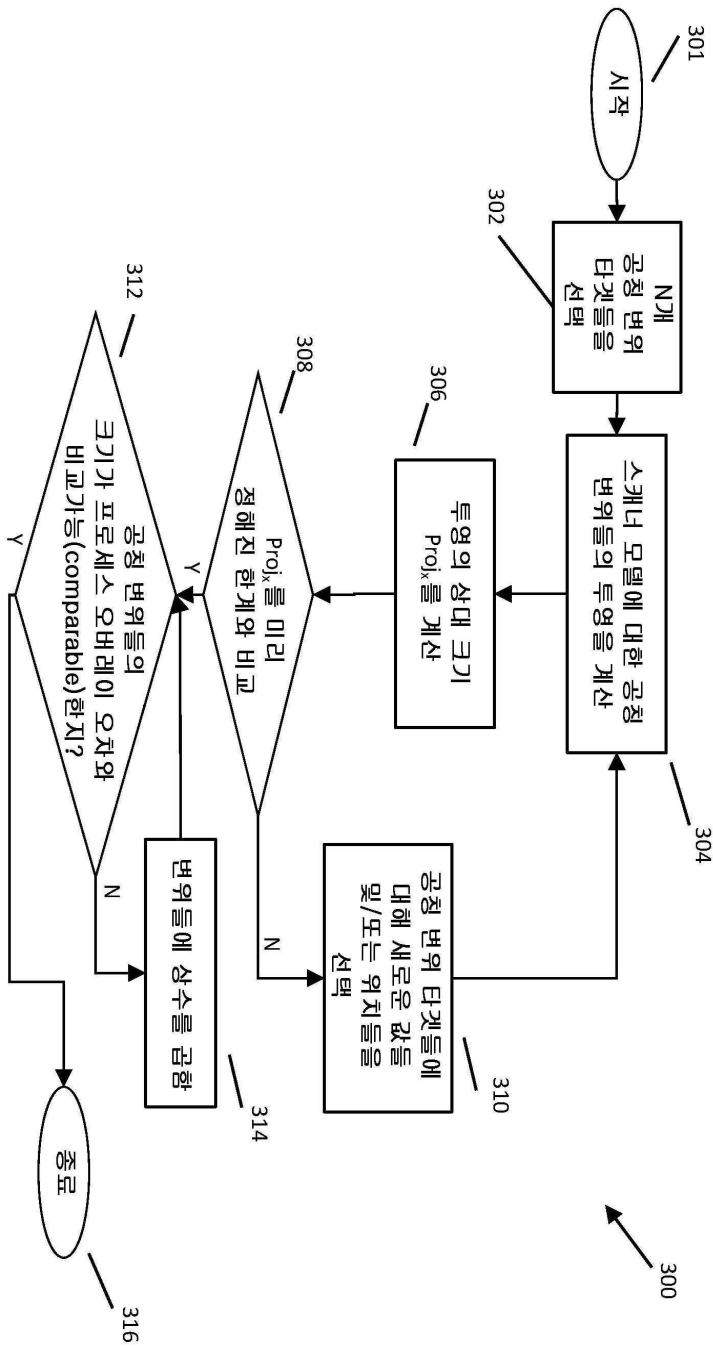 300
301
시작
302
N개
공칭 변위
타겟들을
선택
스캐너 모델에 대한 공칭
변위들의 투영을 계산
304
306
투영의 상대 크기
Projₓ를 계산
308
Projₓ를 미리
정해진 한계와 비교
Y
N
공칭 변위 타겟들에
대해 새로운 값들
및/또는 위치들을
선택
310
312
공칭 변위들의
크기가 프로세스 오버레이 오차와
비교가능(comparable)한지?
Y
N
변위들에 상수를 곱함
314
종료
316